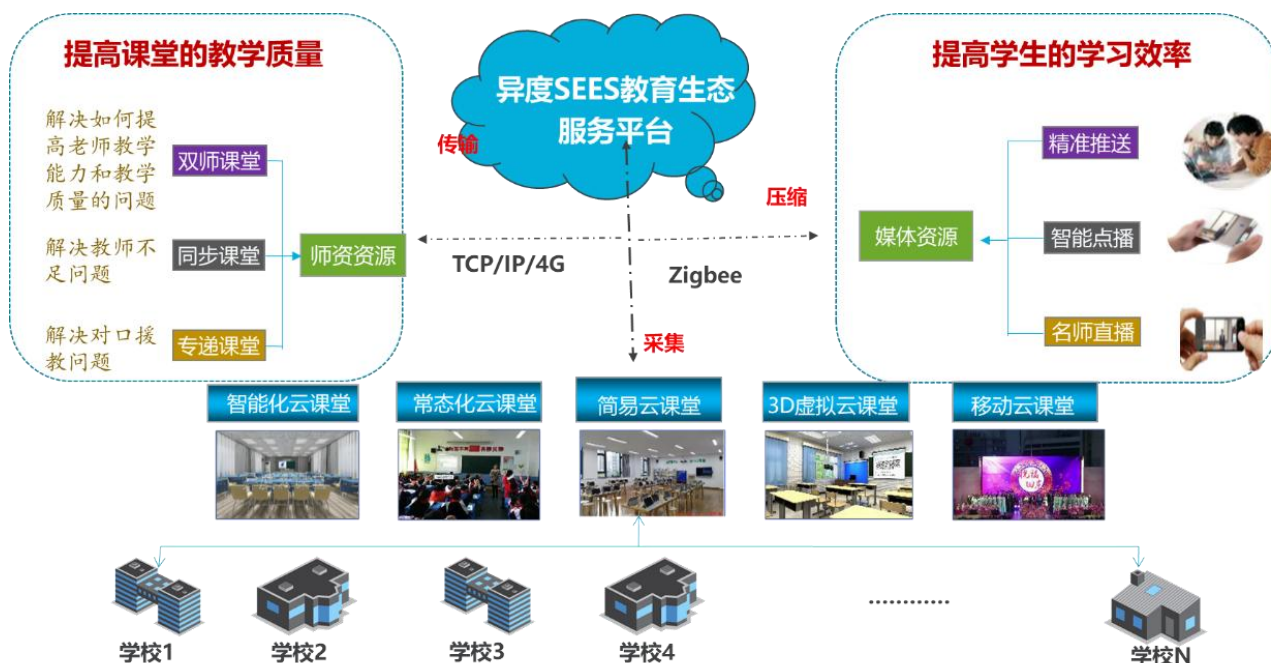 提高课堂的教学质量
解决如何提
高老师教学
能力和教学
质量的问题
双师课堂
解决教师不
足问题
同步课堂
师资资源
解决对口援
教问题
专递课堂
异度SEES教育生态
服务平台
传输
压缩
TCP/IP/4G
Zigbee
采集
提高学生的学习效率
精准推送
媒体资源
智能点播
名师直播
智能化云课堂
常态化云课堂
简易云课堂
3D虚拟云课堂
移动云课堂
学校1
学校2
学校3
学校4
............
学校N